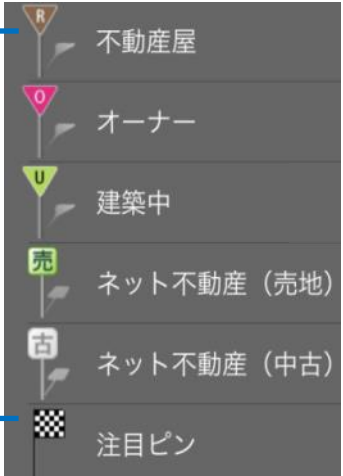 R 不動産屋
O オーナー
U 建築中
売 ネット不動産（売地）
古 ネット不動産（中古）
注目ピン